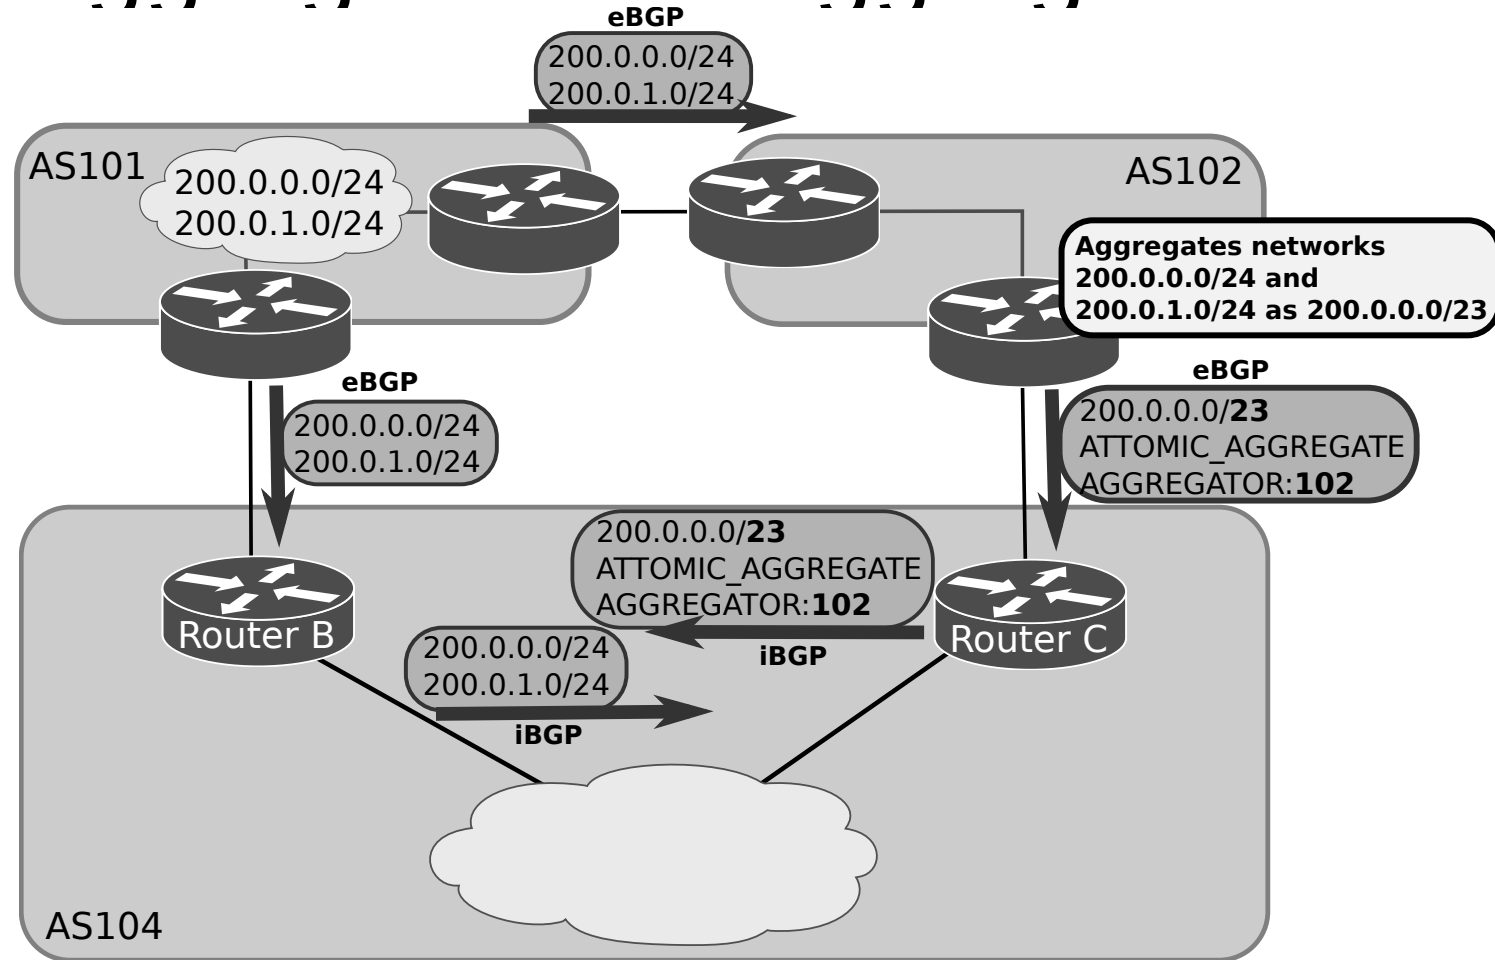 eBGP
200.0.0.0/24
200.0.1.0/24
AS101
200.0.0.0/24
200.0.1.0/24
AS102
Aggregates networks
200.0.0.0/24 and
200.0.1.0/24 as 200.0.0.0/23
eBGP
200.0.0.0/24
200.0.1.0/24
eBGP
200.0.0.0/23
ATTOMIC_AGGREGATE
AGGREGATOR:102
200.0.0.0/23
ATTOMIC_AGGREGATE
AGGREGATOR:102
iBGP
Router B
Router C
200.0.0.0/24
200.0.1.0/24
iBGP
AS104